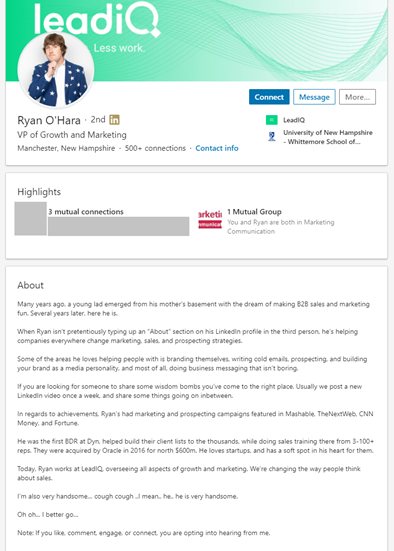 leadiQ
. Less work.
Connect
Message
More...
Ryan O'Hara · 2nd in
VP of Growth and Marketing
Manchester, New Hampshire · 500+ connections · Contact info
LeadIQ
University of New Hampshire
- Whittemore School of...
Highlights
3 mutual connections
arketi
mmunicat
1 Mutual Group
You and Ryan are both in Marketing
Communication
About
Many years ago, a young lad emerged from his mother's basement with the dream of making B2B sales and marketing
fun. Several years later, here he is.
When Ryan isn't pretentiously typing up an "About" section on his LinkedIn profile in the third person, he's helping
companies everywhere change marketing, sales, and prospecting strategies.
Some of the areas he loves helping people with is branding themselves, writing cold emails, prospecting, and building
your brand as a media personality, and most of all, doing business messaging that isn't boring.
If you are looking for someone to share some wisdom bombs you've come to the right place. Usually we post a new
LinkedIn video once a week, and share some things going on inbetween.
In regards to achievements, Ryan's had marketing and prospecting campaigns featured in Mashable, TheNextWeb, CNN
Money, and Fortune.
He was the first BDR at Dyn, helped build their client lists to the thousands, while doing sales training there from 3-100+
reps. They were acquired by Oracle in 2016 for north $600m. He loves startups, and has a soft spot in his heart for them.
Today, Ryan works at LeadIQ, overseeing all aspects of growth and marketing. We're changing the way people think
about sales.
I'm also very handsome... cough cough ..I mean.. he.. he is very handsome.
Oh oh... I better go...
Note: If you like, comment, engage, or connect, you are opting into hearing from me.